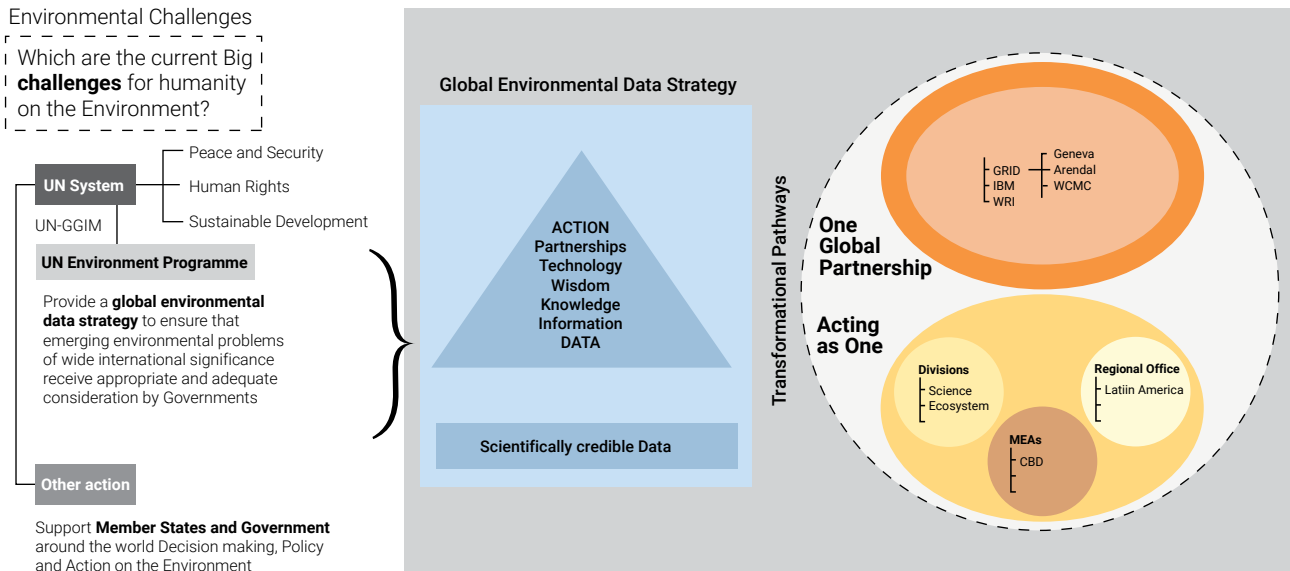 Environmental Challenges
Which are the current Big
challenges for humanity
on the Environment?
UN System
Peace and Security
Human Rights
Sustainable Development
UN-GGIM
UN Environment Programme
Provide a global environmental
data strategy to ensure that
emerging environmental problems
of wide international significance
receive appropriate and adequate
consideration by Governments
Other action
Support Member States and Government
around the world Decision making, Policy
and Action on the Environment
Global Environmental Data Strategy
ACTION
Partnerships
Technology
Wisdom
Knowledge
Information
DATA
Scientifically credible Data
Transformational Pathways
One
Global
Partnership
GRID
IBM
WRI
Geneva
Arendal
WCMC
Acting
as One
Divisions
Science
Ecosystem
Regional Office
Latiin America
MEAs
CBD